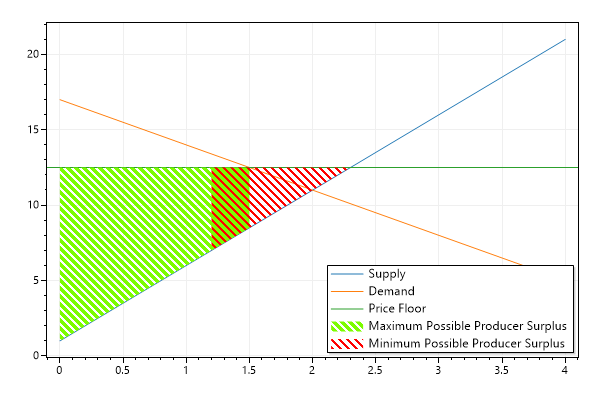 20
15
10
5
0
0
0.5
1
1.5
2
2.5
3
3.5
4
Supply
Demand
Price Floor
Maximum Possible Producer Surplus
Minimum Possible Producer Surplus